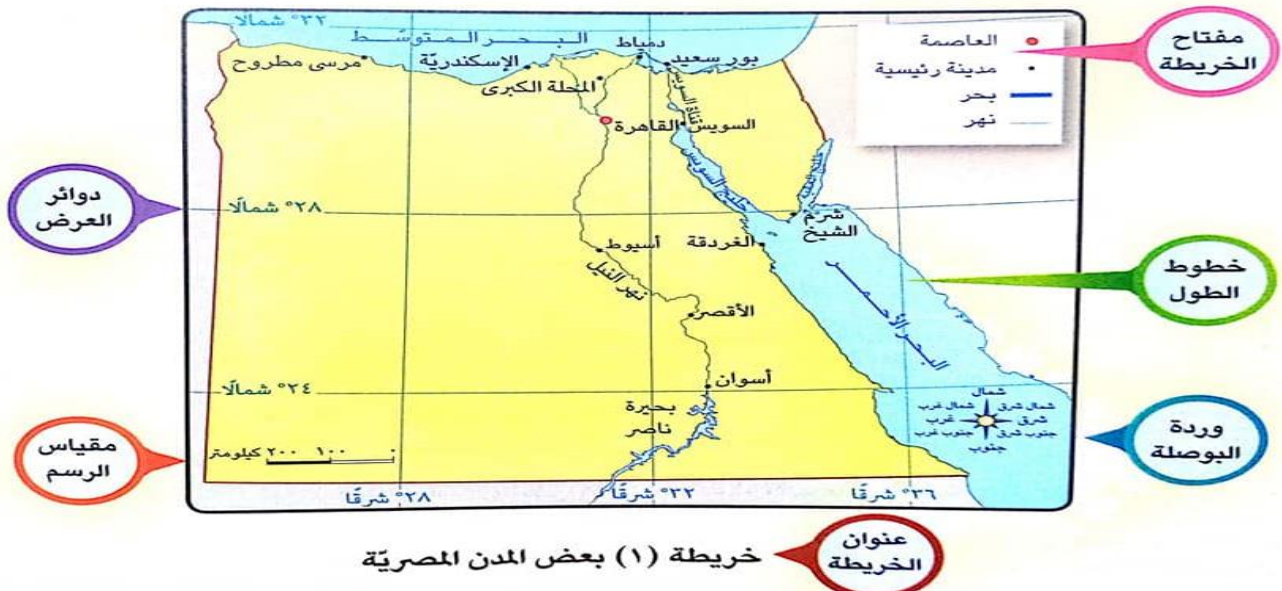 مفتاح
الخريطة
العاصمة
مدينة رئيسية
بحر
نهر
٣٢° شمالًا
البحر المتوسّط
دمياط
بور سعيد
الإسكندريّة
مرسى مطروح
المحلة الكبرى
قناة السويس
السويس
القاهرة
خليج السويس
خليج العقبة
دوائر
العرض
٢٨° شمالًا
شرم
الشيخ
الغردقة
أسيوط
نهر النيل
خطوط
الطول
البحر الأحمر
الأقصر
٢٤° شمالًا
أسوان
بحيرة
ناصر
شمال
شمال شرق
شمال غرب
شرق
غرب
جنوب شرق
جنوب غرب
جنوب
وردة
البوصلة
مقياس
الرسم
٠ ١٠٠ ٢٠٠ كيلومتر
٢٨° شرقًا
٣٢° شرقًا
٣٦° شرقًا
عنوان
الخريطة
خريطة (١) بعض المدن المصريّة